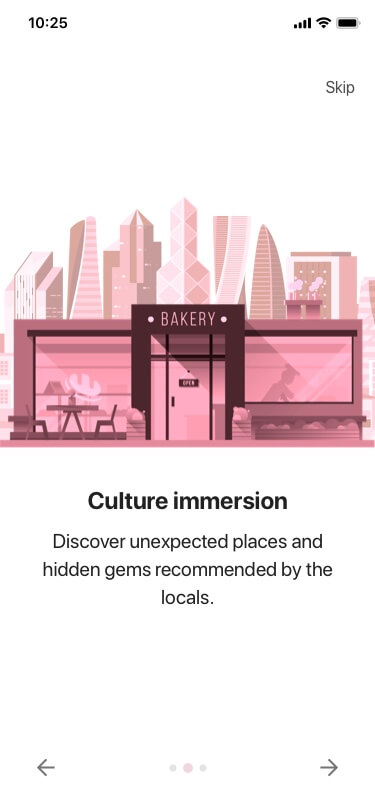 10:25
Skip
BAKERY
OPEN
Culture immersion
Discover unexpected places and
hidden gems recommended by the
locals.